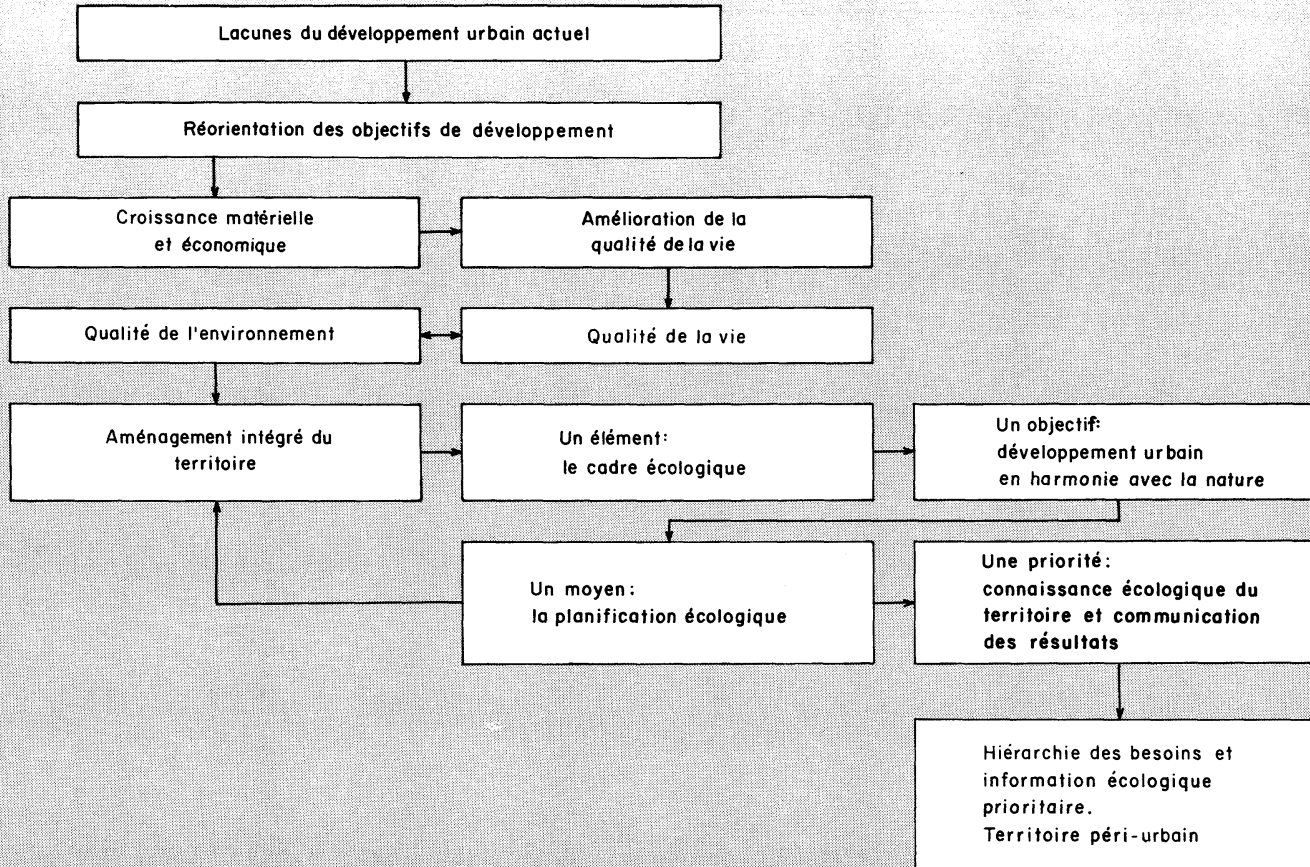 Lacunes du développement urbain actuel
Réorientation des objectifs de développement
Croissance matérielle
et économique
Amélioration de la
qualité de la vie
Qualité de l'environnement
Qualité de la vie
Aménagement intégré du
territoire
Un élément:
le cadre écologique
Un objectif:
développement urbain
en harmonie avec la nature
Un moyen:
la planification écologique
Une priorité:
connaissance écologique du
territoire et communication
des résultats
Hiérarchie des besoins et
information écologique
prioritaire.
Territoire péri-urbain